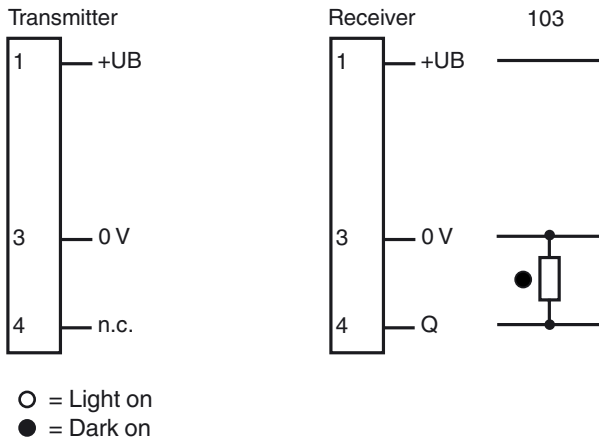 Transmitter
1 +UB
3 0 V
4 n.c.
Receiver 103
1 +UB
3 0 V
4 Q
= Light on
= Dark on